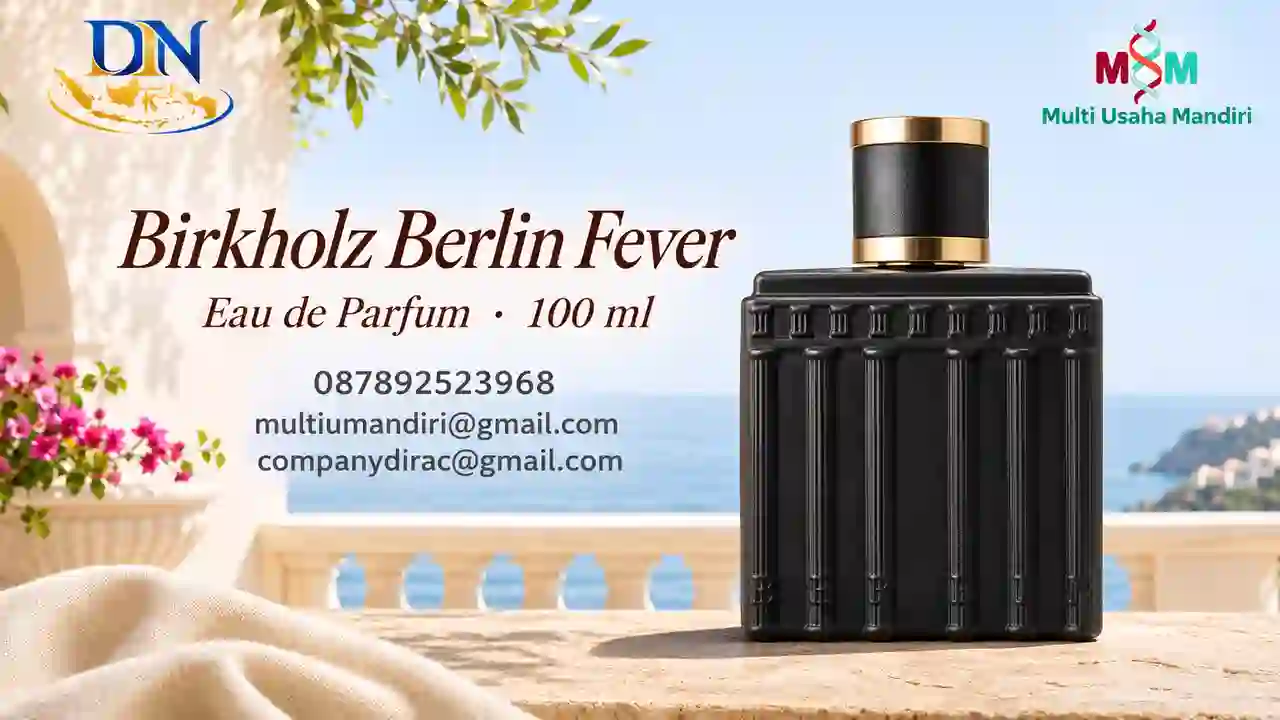 DN
MSM
Multi Usaha Mandiri
Birkholz Berlin Fever
Eau de Parfum · 100 ml
087892523968
multiumandiri@gmail.com
companydirac@gmail.com